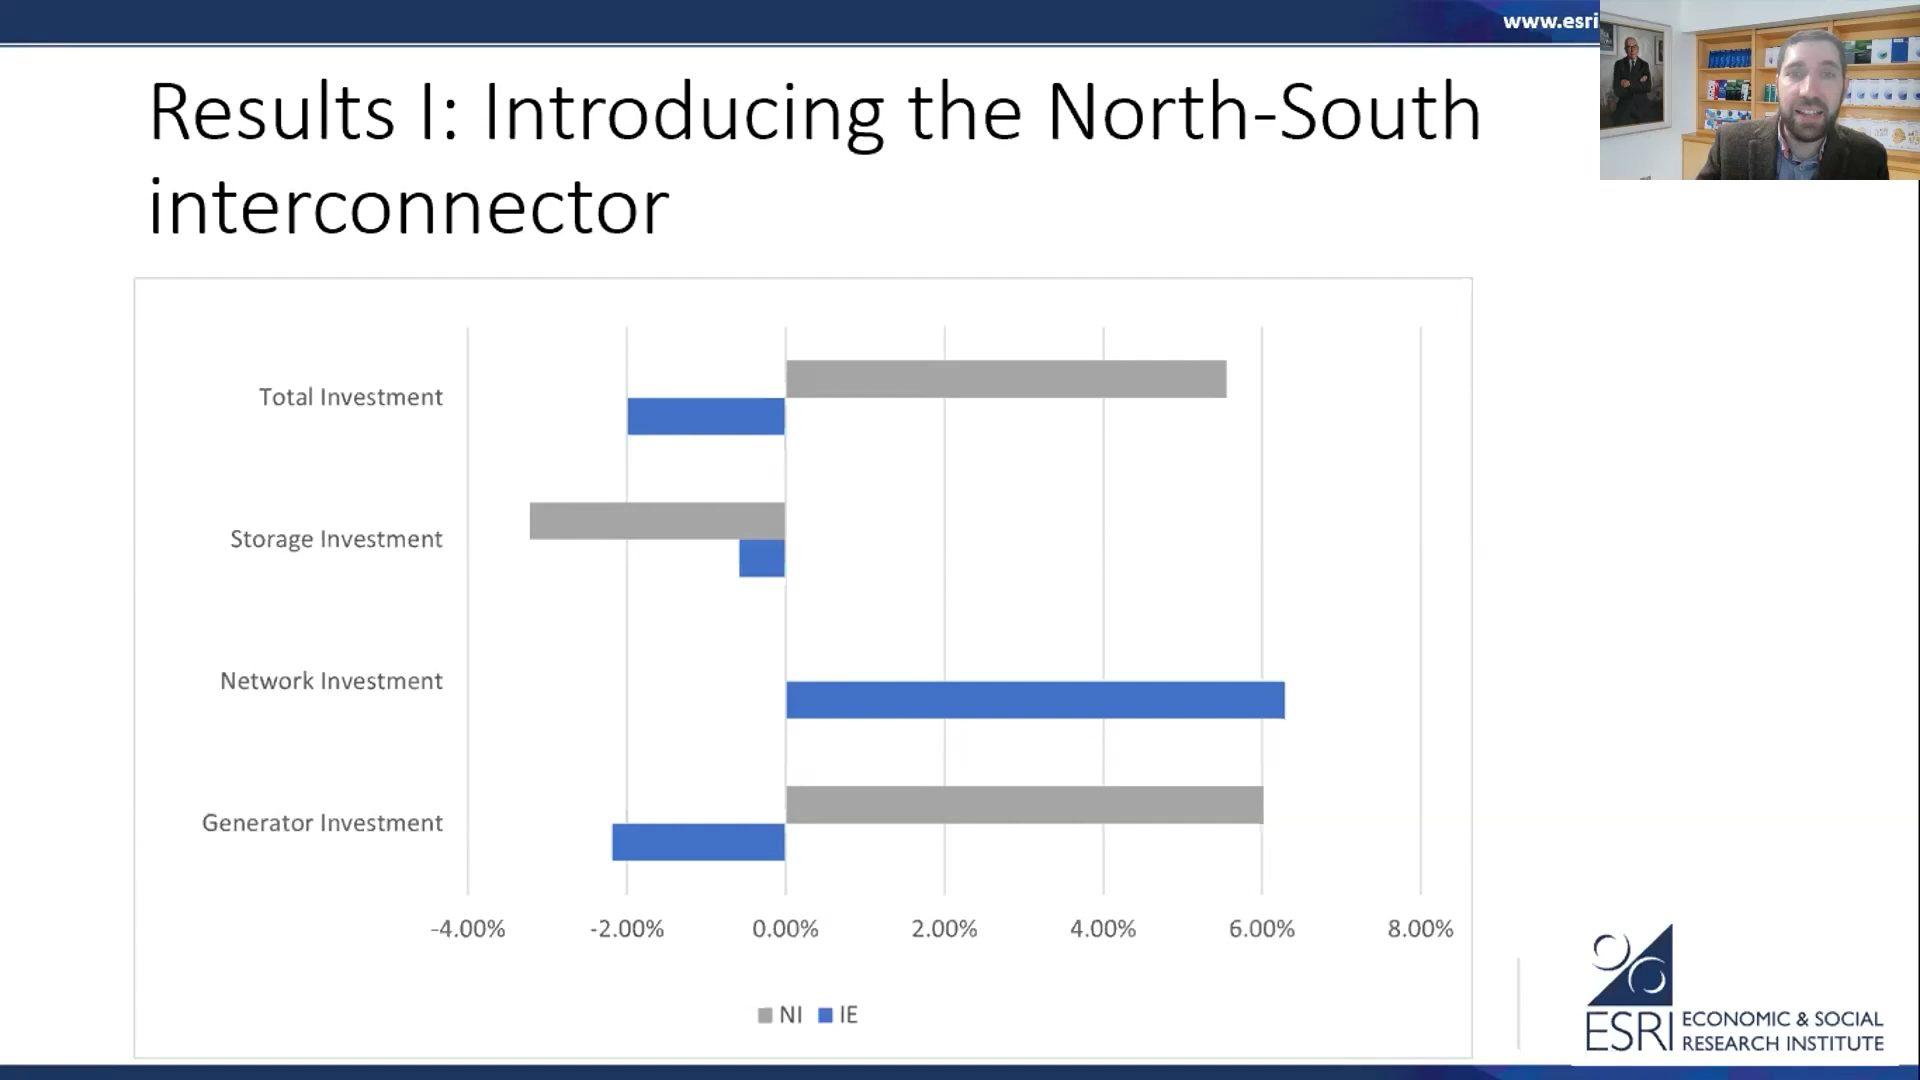 www.esri
Results I: Introducing the North-South
interconnector
Total Investment
Storage Investment
Network Investment
Generator Investment
-4.00% -2.00% 0.00% 2.00% 4.00% 6.00% 8.00%
NI IE
ESRI
ECONOMIC & SOCIAL
RESEARCH INSTITUTE